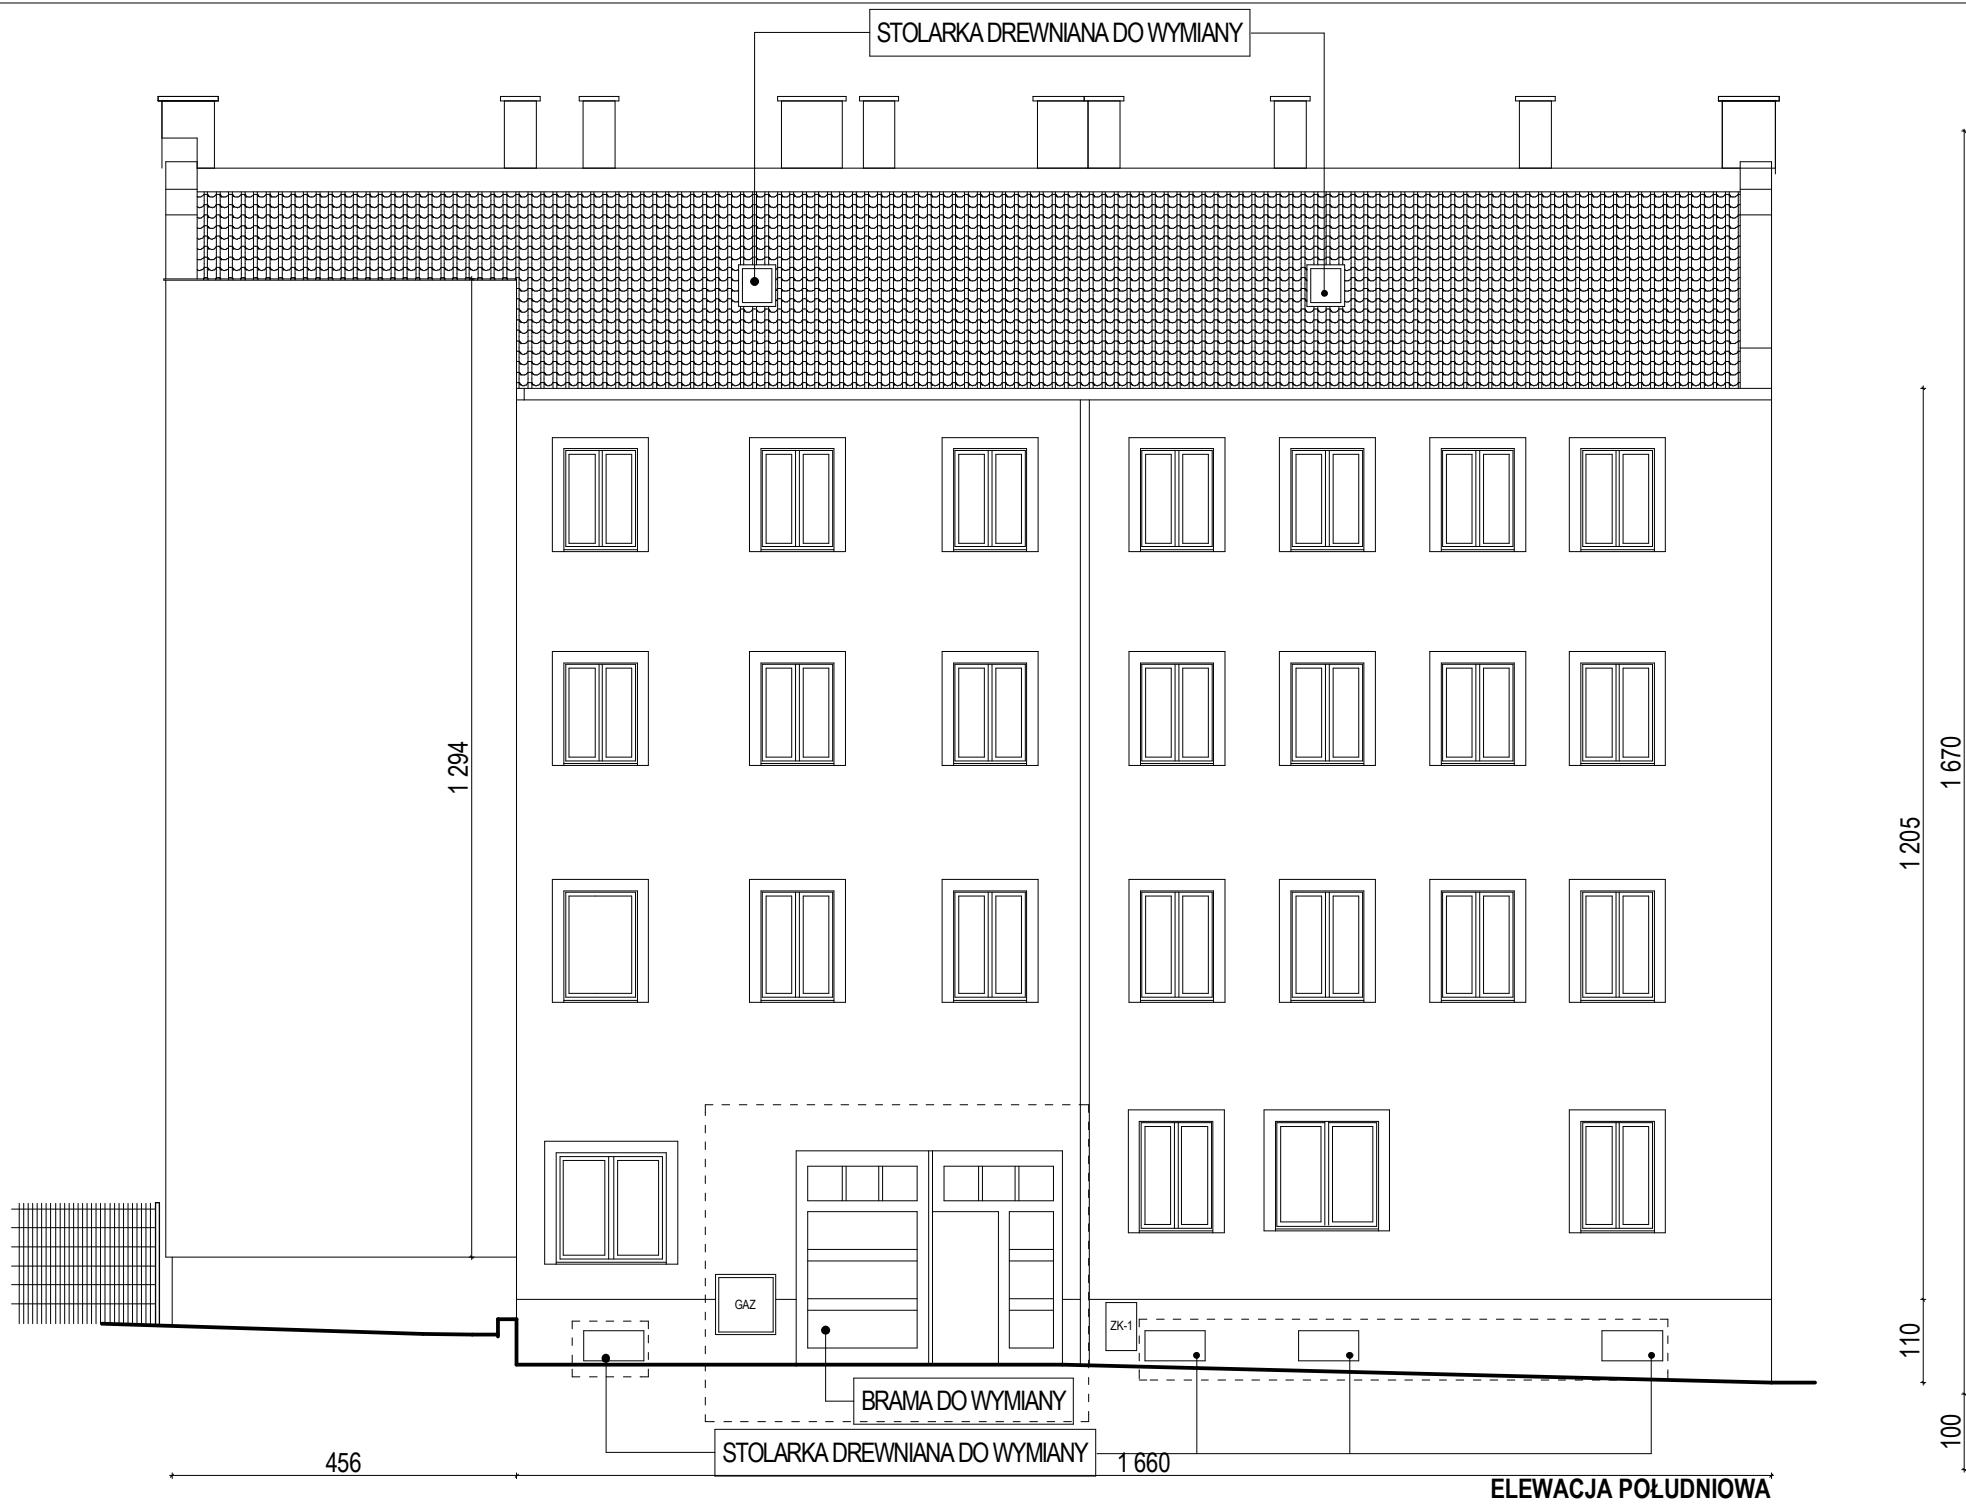 STOLARKA DREWNIANA DO WYMIANY
1 294
1 670
1 205
GAZ
ZK-1
110
BRAMA DO WYMIANY
STOLARKA DREWNIANA DO WYMIANY
100
456
1 660
ELEWACJA POŁUDNIOWA